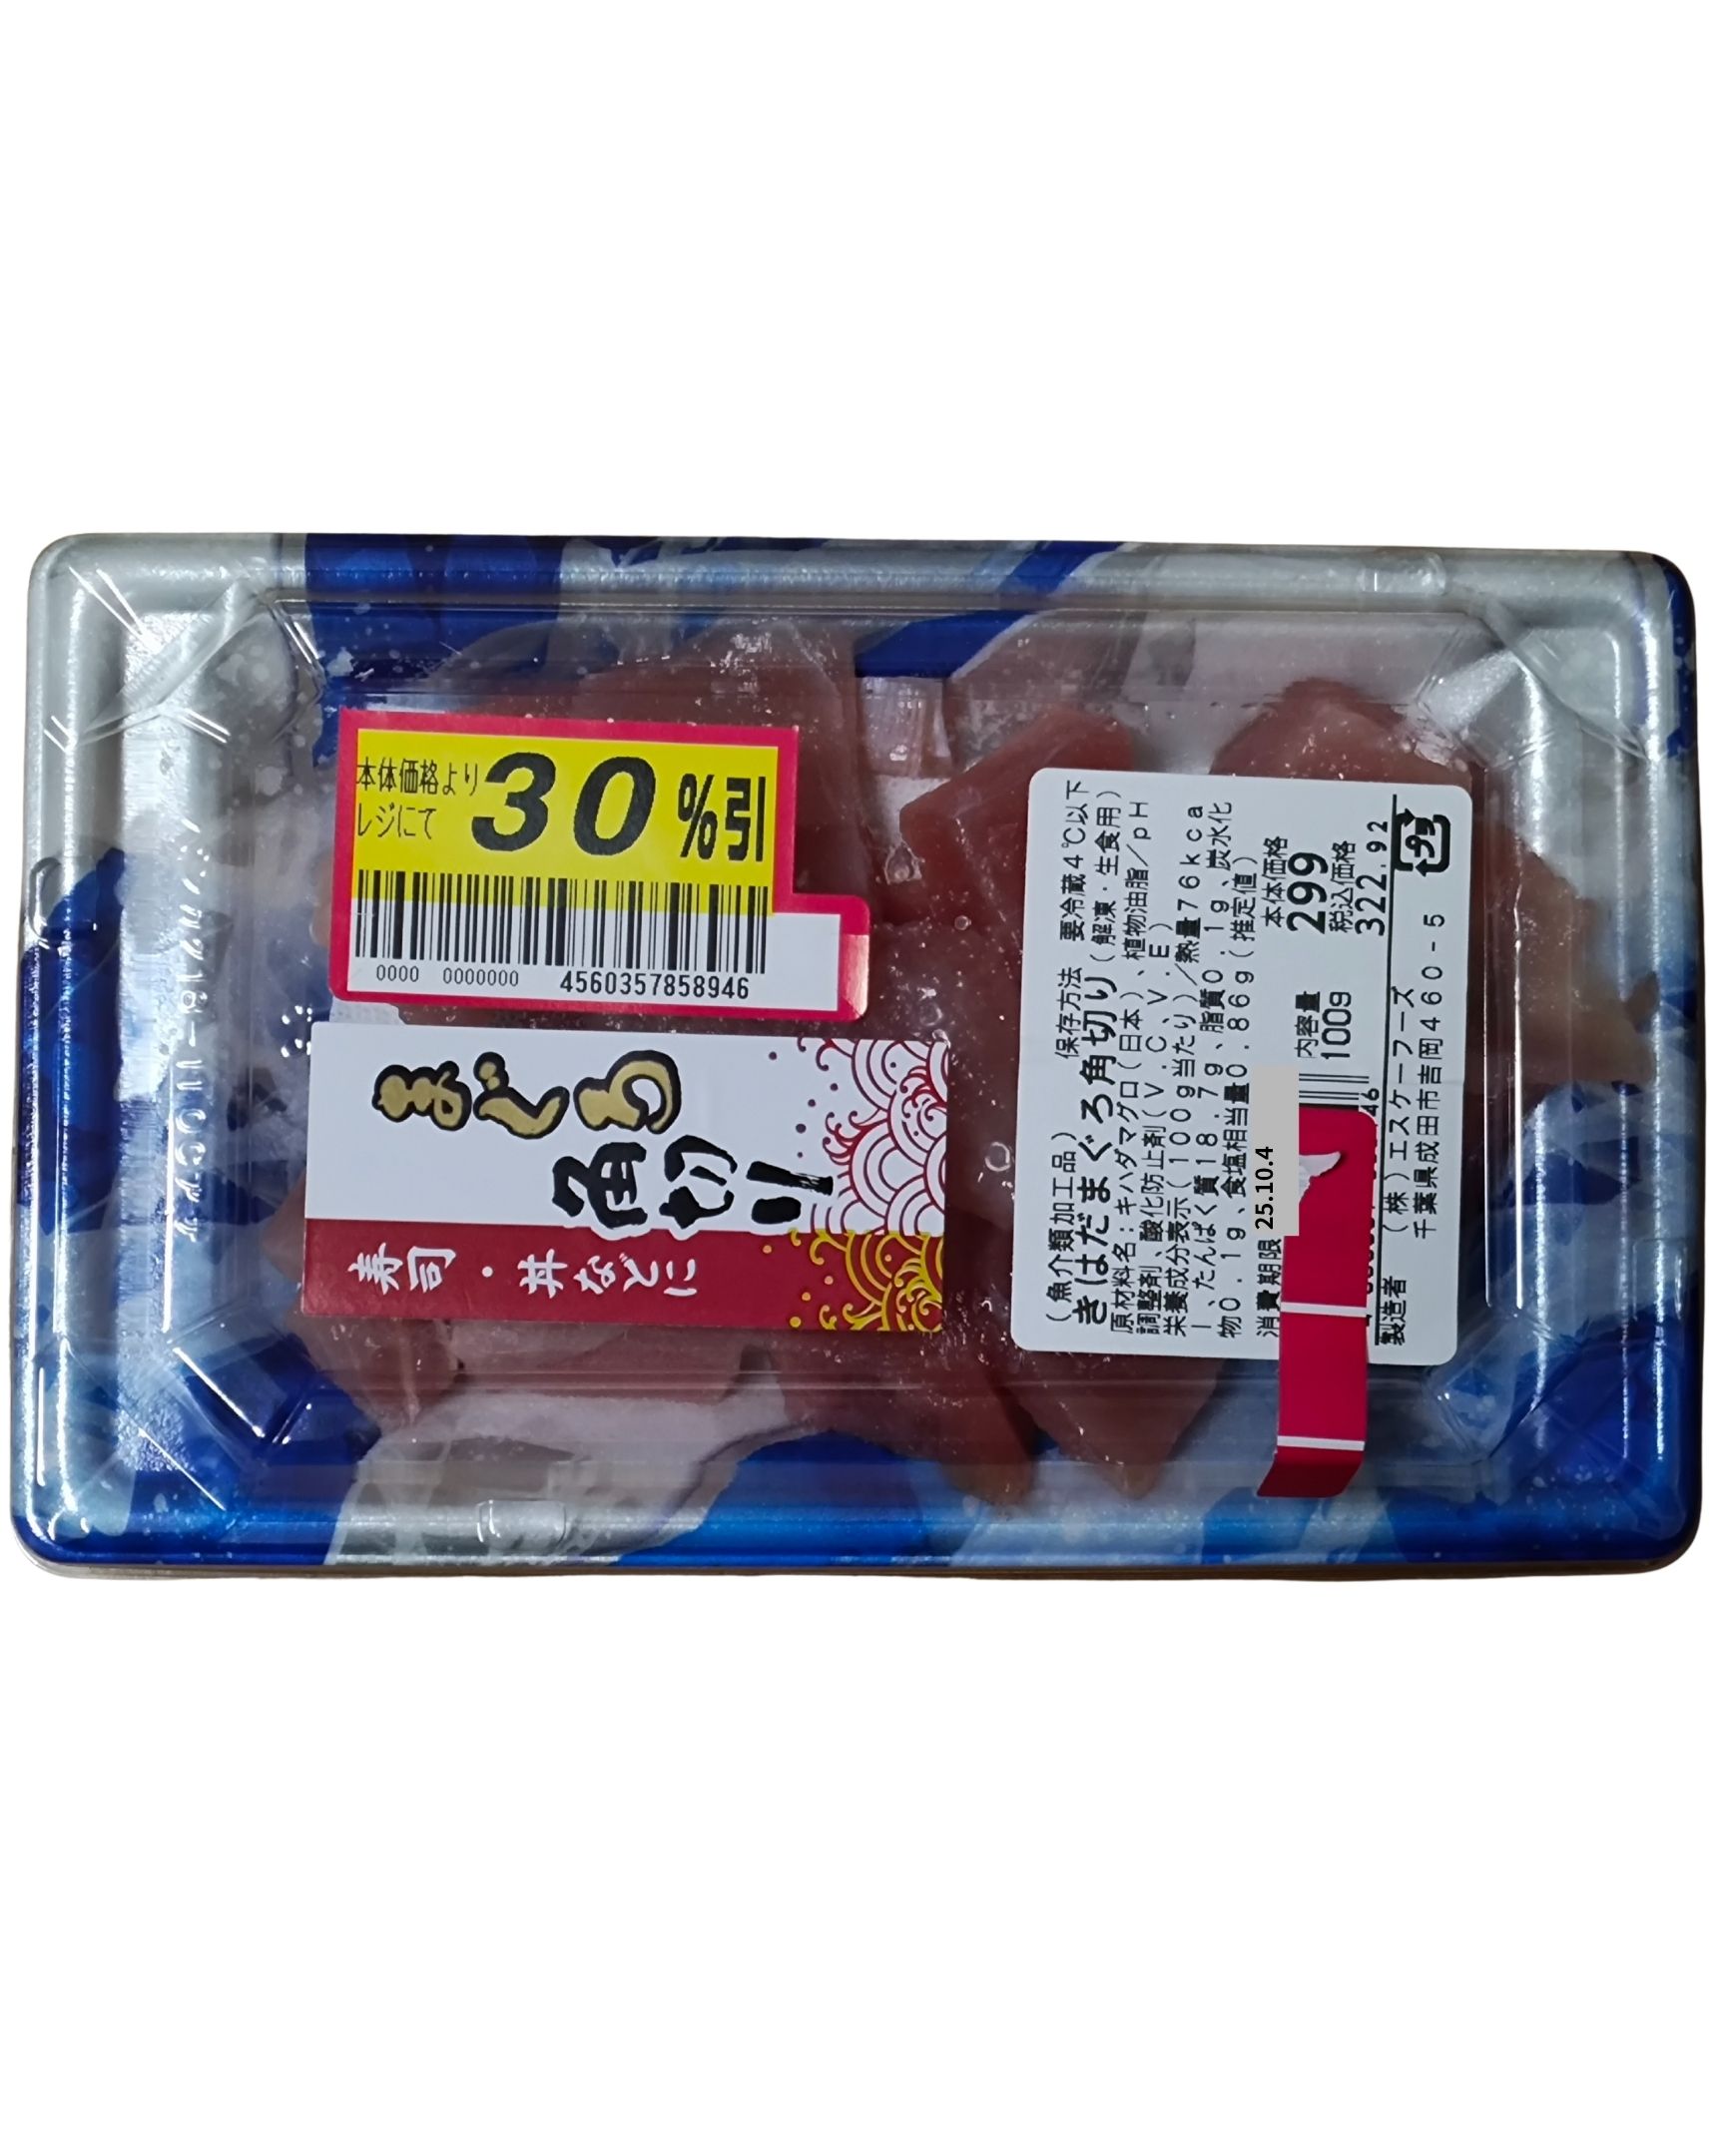 本体価格より
レジにて
30%引
0000 0000000 4560357858946
まぐろ
角切り
寿司・丼などに
(魚介類加工品) 保存方法 要冷蔵4℃以下
きはだまぐろ角切り(解凍・生食用)
原材料名:キハダマグロ(日本)、植物油脂/pH
調整剤、酸化防止剤(V.C、V.E)
栄養成分表示(100g当たり)/熱量76kca
l、たんぱく質18.7g、脂質0.1g、炭水化
物0.1g、食塩相当量0.86g(推定値)
消費期限 25.10.4
内容量
100g
本体価格
299
税込価格
322.92
製造者 (株)エスケーフーズ
千葉県成田市吉岡460-5
プラ